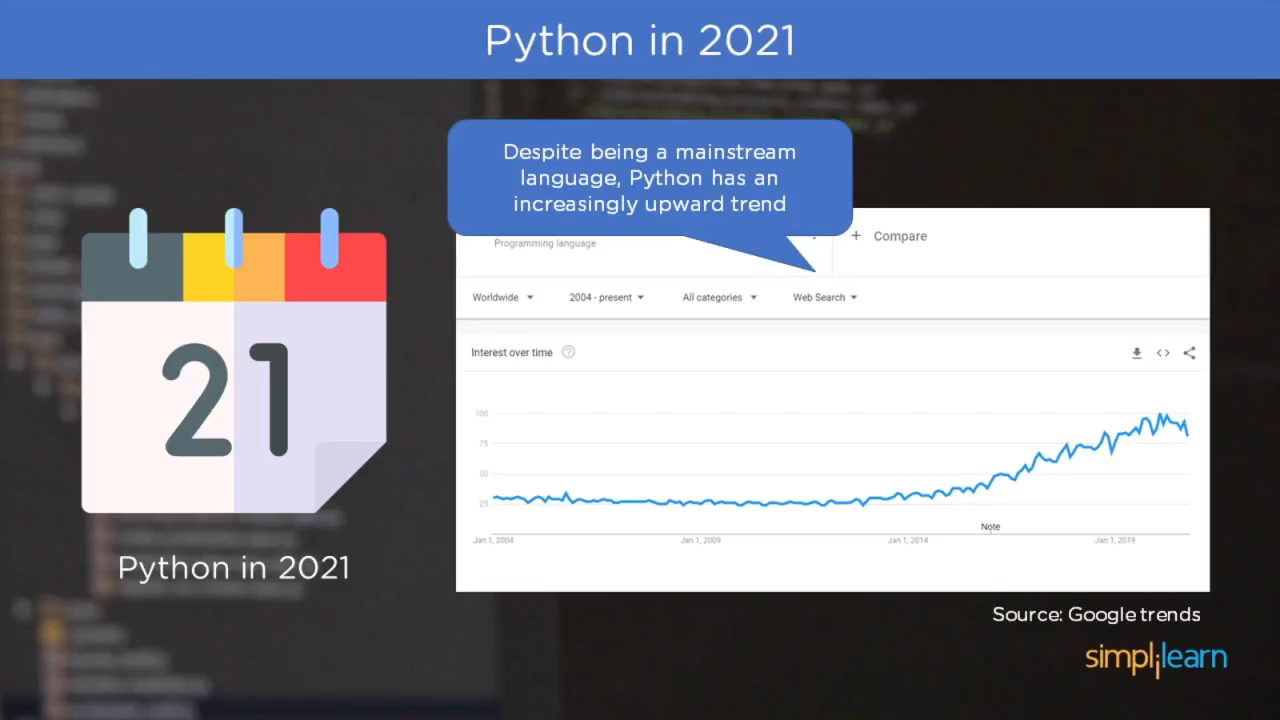 Python in 2021
Despite being a mainstream
language, Python has an
increasingly upward trend
Programming language
+ Compare
Worldwide
2004 - present
All categories
Web Search
Interest over time ?
100
75
50
25
Note
Jan 1, 2004
Jan 1, 2009
Jan 1, 2014
Jan 1, 2019
21
Python in 2021
Source: Google trends
simplilearn